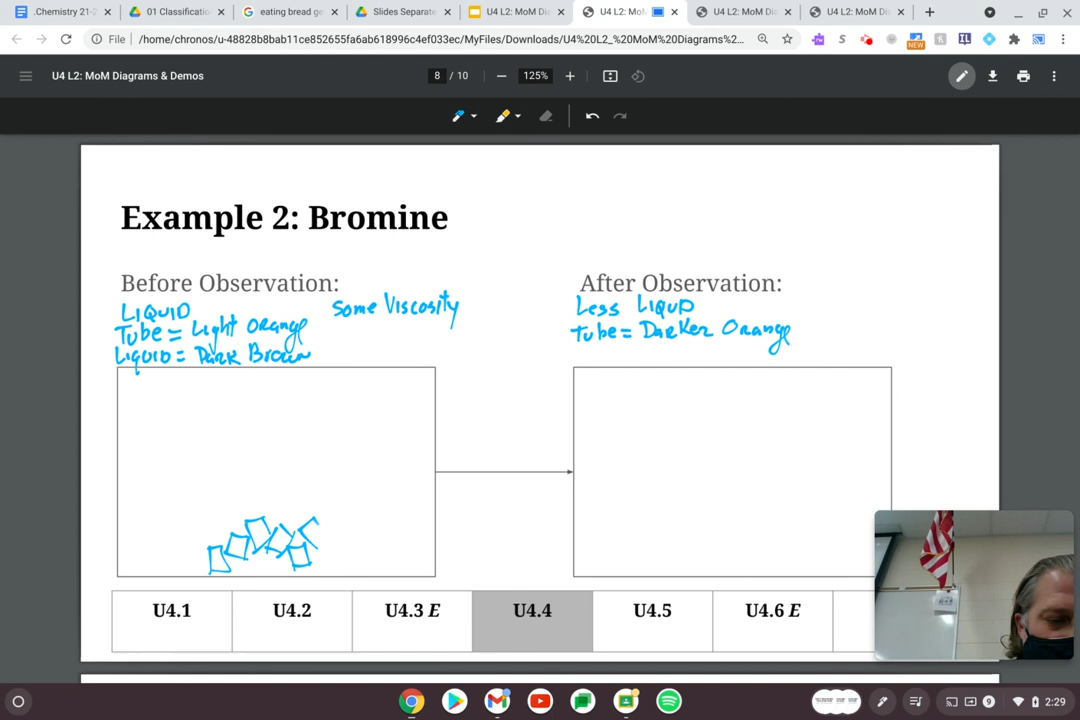 .Chemistry 21-2
01 Classificatio
eating bread ge
Slides Separate
U4 L2: MoM Dia
U4 L2: MoM
U4 L2: MoM Dia
U4 L2: MoM Dia
File /home/chronos/u-48828b8bab11ce852655fa6ab618996c4ef033ec/MyFiles/Downloads/U4%20L2_%20MoM%20Diagrams%...
NEW
U4 L2: MoM Diagrams & Demos
8 / 10
125%
Example 2: Bromine
Before Observation:
After Observation:
LIQUID
Some Viscosity
Tube = Light Orange
Liquid = Dark Brown
Less LIQUD
Tube = Darker Orange
U4.1 U4.2 U4.3 E U4.4 U4.5 U4.6 E
9 2:29